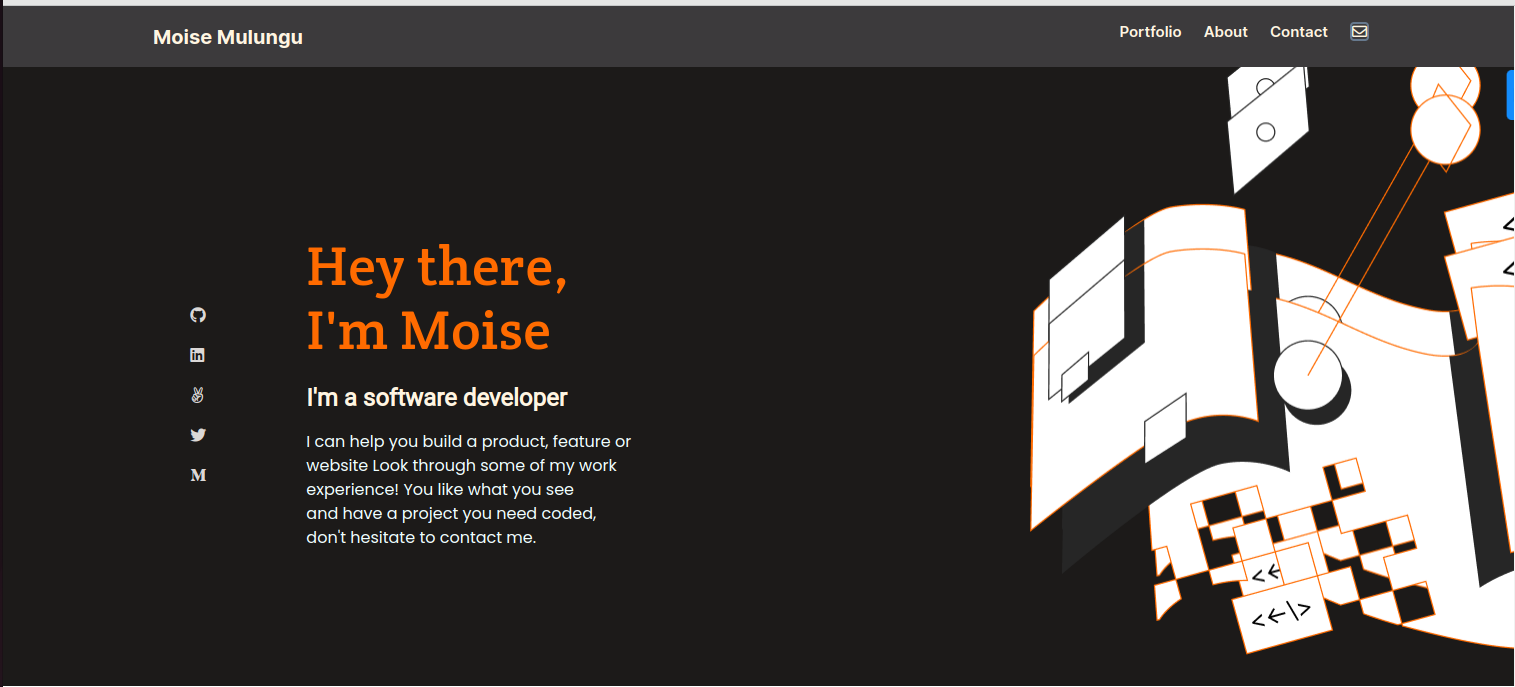 Moise Mulungu
Portfolio About Contact
Hey there,
I'm Moise
I'm a software developer
I can help you build a product, feature or
website Look through some of my work
experience! You like what you see
and have a project you need coded,
don't hesitate to contact me.